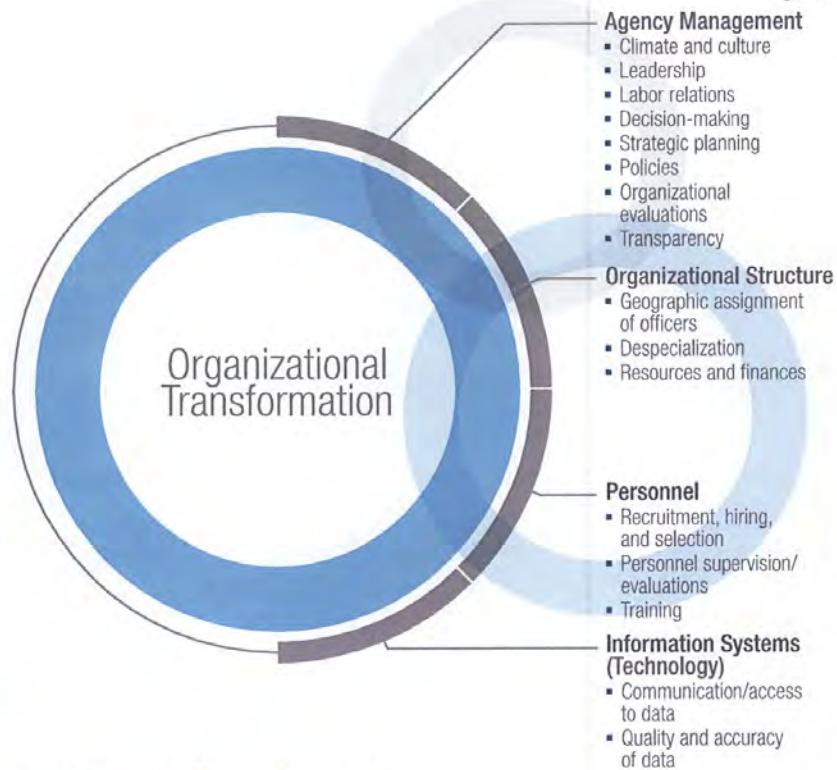 Agency Management
▪ Climate and culture
▪ Leadership
▪ Labor relations
▪ Decision-making
▪ Strategic planning
▪ Policies
▪ Organizational
evaluations
▪ Transparency
Organizational Structure
▪ Geographic assignment
of officers
▪ Despecialization
▪ Resources and finances
Organizational
Transformation
Personnel
▪ Recruitment, hiring,
and selection
▪ Personnel supervision/
evaluations
▪ Training
Information Systems
(Technology)
▪ Communication/access
to data
▪ Quality and accuracy
of data